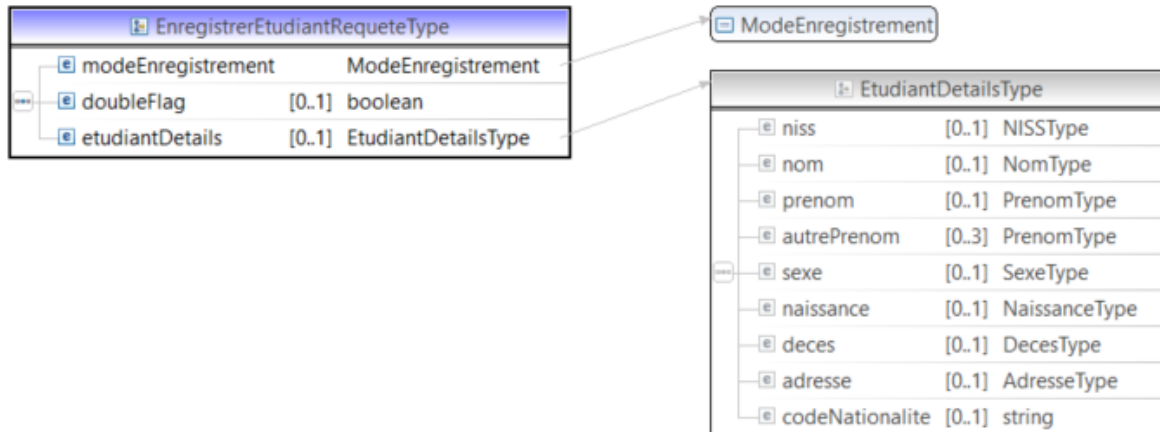 EnregistrerEtudiantRequeteType
modeEnregistrement ModeEnregistrement
doubleFlag [0..1] boolean
etudiantDetails [0..1] EtudiantDetailsType
ModeEnregistrement
EtudiantDetailsType
niss [0..1] NISSType
nom [0..1] NomType
prenom [0..1] PrenomType
autrePrenom [0..3] PrenomType
sexe [0..1] SexeType
naissance [0..1] NaissanceType
deces [0..1] DecesType
adresse [0..1] AdresseType
codeNationalite [0..1] string